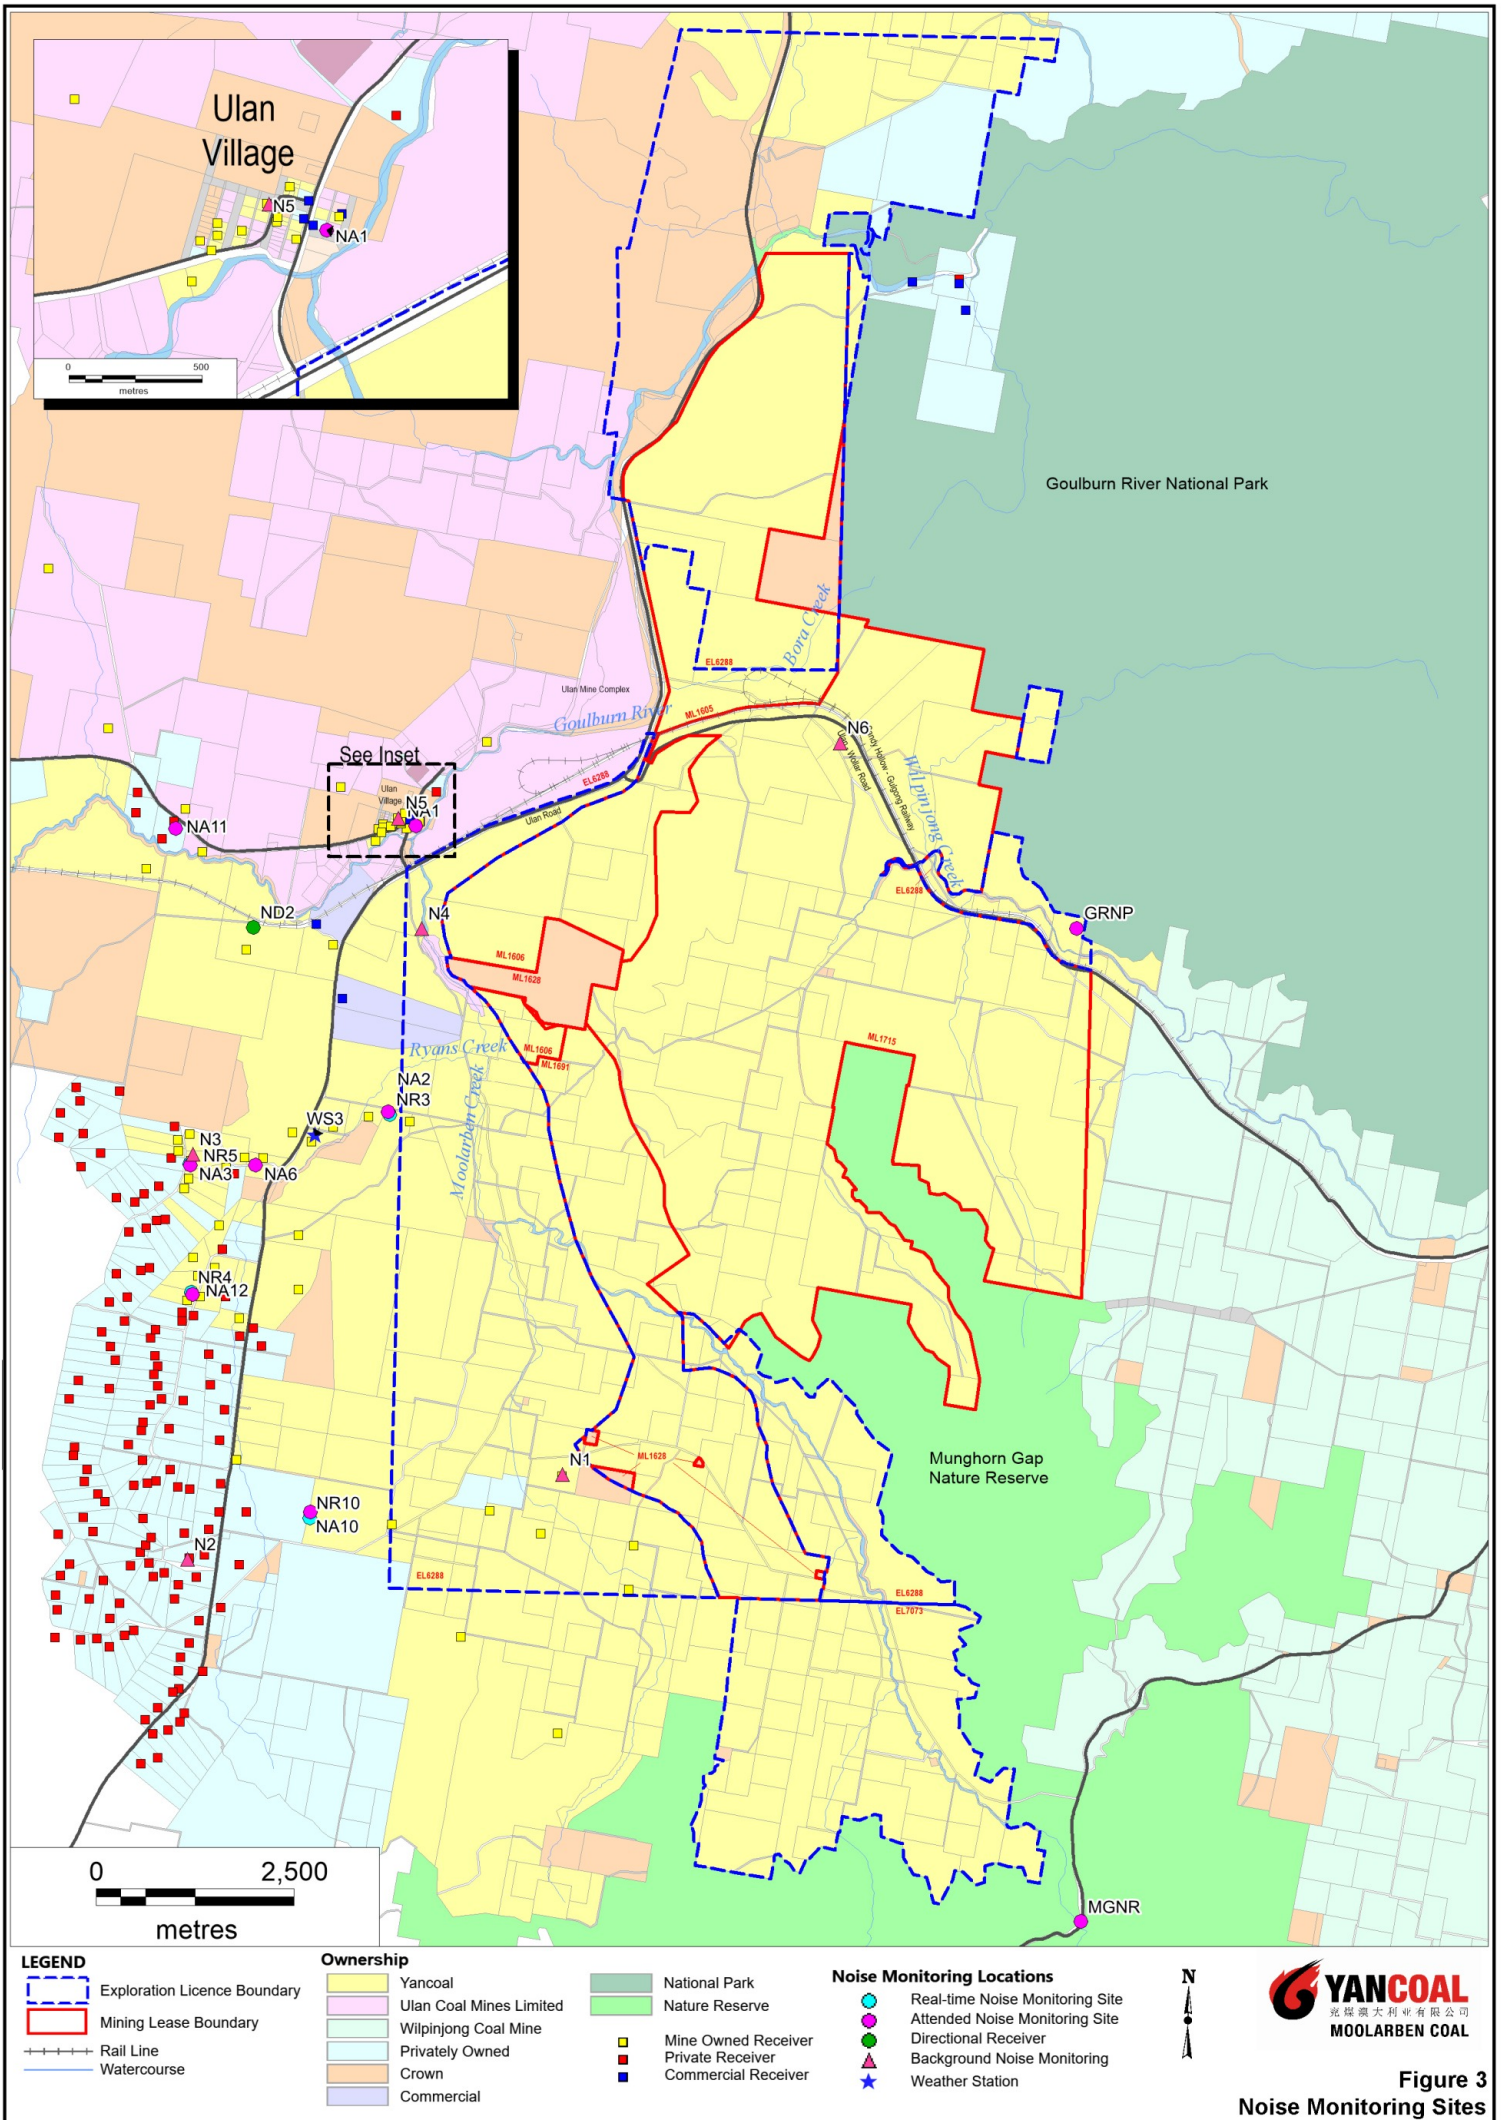 Ulan
Village
N5
NA1
0 500
metres
Goulburn River National Park
Bora Creek
EL6288
Ulan Mine Complex
Goulburn River
ML1605
N6
Sandy Hollow - Gulgong Railway
Ulan - Wollar Road
Wilpinjong Creek
See Inset
Ulan
Village
N5
NA1
EL6288
Ulan Road
NA11
EL6288
ND2
N4
GRNP
ML1606
ML1628
ML1715
ML1606
ML1691
Ryans Creek
Moolarben Creek
NA2
NR3
WS3
N3
NR5
NA3
NA6
NR4
NA12
Munghorn Gap
Nature Reserve
N1
ML1628
NR10
NA10
N2
EL6288
EL6288
EL7073
MGNR
0 2,500
metres
LEGEND
Exploration Licence Boundary
Mining Lease Boundary
Rail Line
Watercourse
Ownership
Yancoal
Ulan Coal Mines Limited
Wilpinjong Coal Mine
Privately Owned
Crown
Commercial
National Park
Nature Reserve
Mine Owned Receiver
Private Receiver
Commercial Receiver
Noise Monitoring Locations
Real-time Noise Monitoring Site
Attended Noise Monitoring Site
Directional Receiver
Background Noise Monitoring
Weather Station
N
YANCOAL
兖煤澳大利亚有限公司
MOOLARBEN COAL
Figure 3
Noise Monitoring Sites